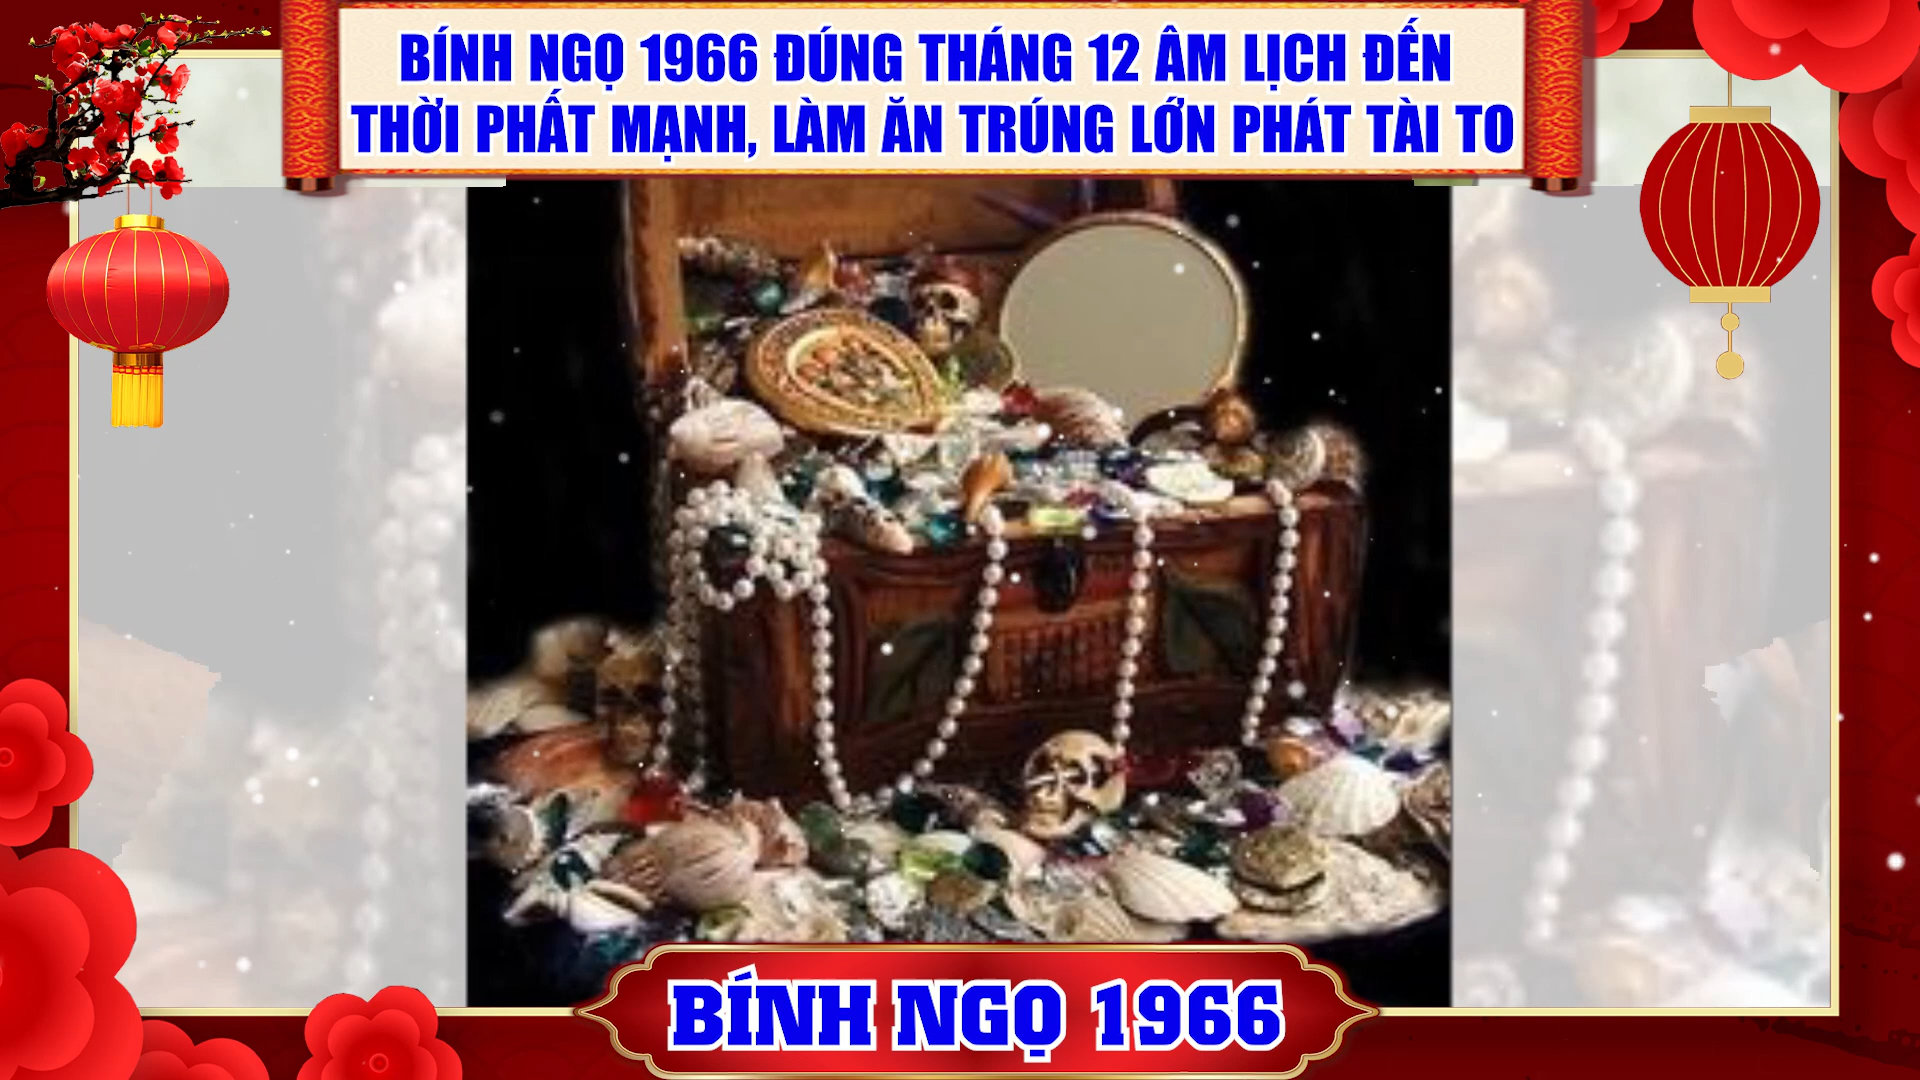 BÍNH NGỌ 1966 ĐÚNG THÁNG 12 ÂM LỊCH ĐẾN
THỜI PHẤT MẠNH, LÀM ĂN TRÚNG LỚN PHÁT TÀI TO
BÍNH NGỌ 1966